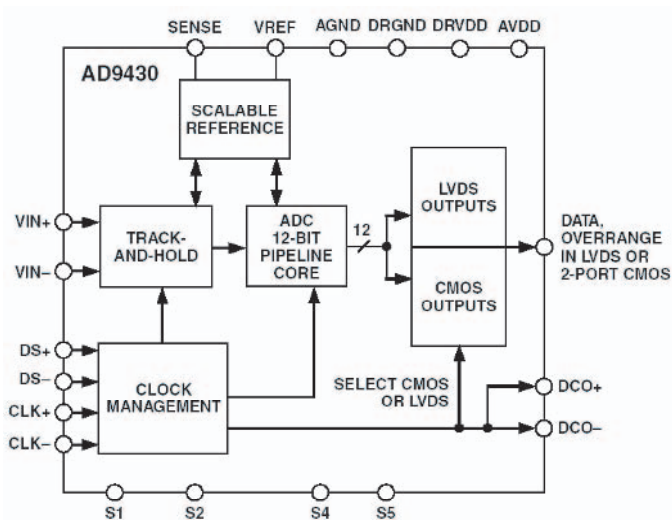 SENSE VREF AGND DRGND DRVDD AVDD
AD9430
SCALABLE
REFERENCE
VIN+
VIN–
TRACK-
AND-HOLD
ADC
12-BIT
PIPELINE
CORE
12
LVDS
OUTPUTS
CMOS
OUTPUTS
DATA,
OVERRANGE
IN LVDS OR
2-PORT CMOS
DS+
DS–
CLK+
CLK–
CLOCK
MANAGEMENT
SELECT CMOS
OR LVDS
DCO+
DCO–
S1 S2 S4 S5